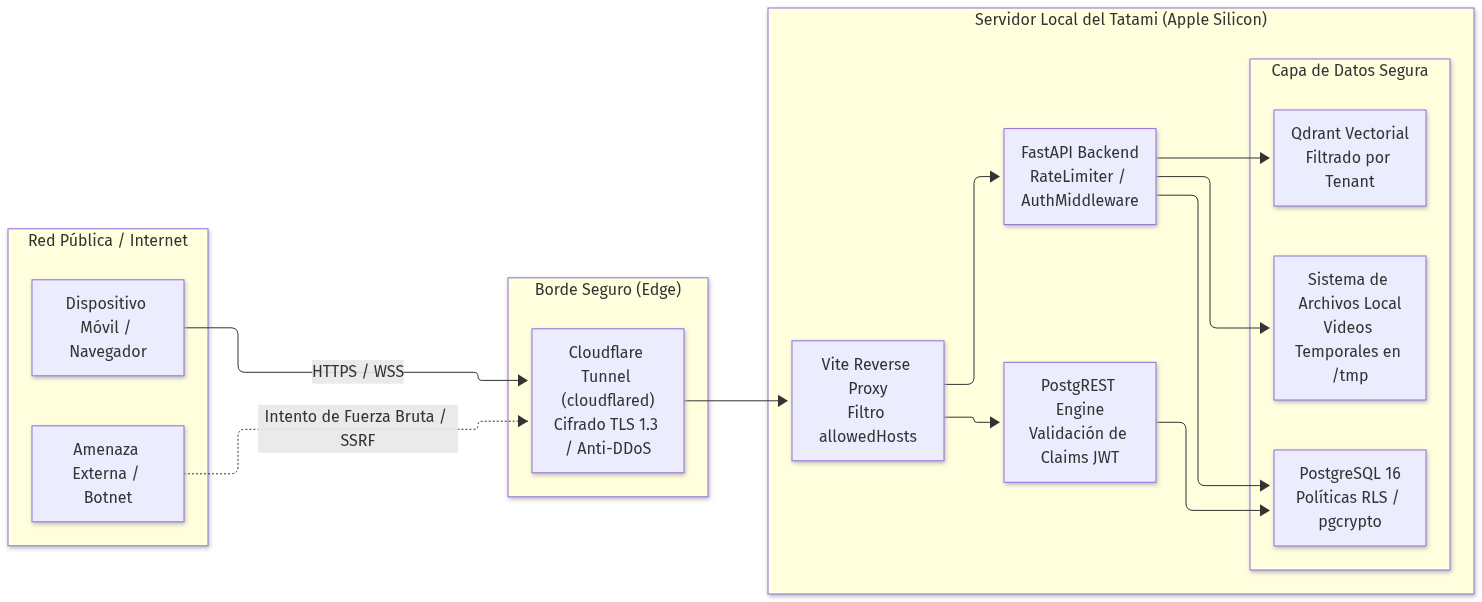 Red Pública / Internet
Dispositivo
Móvil /
Navegador
Amenaza
Externa /
Botnet
HTTPS / WSS
Intento de Fuerza Bruta /
SSRF
Borde Seguro (Edge)
Cloudflare
Tunnel
(cloudflared)
Cifrado TLS 1.3
/ Anti-DDoS
Servidor Local del Tatami (Apple Silicon)
Vite Reverse
Proxy
Filtro
allowedHosts
FastAPI Backend
RateLimiter /
AuthMiddleware
PostgREST
Engine
Validación de
Claims JWT
Capa de Datos Segura
Qdrant Vectorial
Filtrado por
Tenant
Sistema de
Archivos Local
Videos
Temporales en
/tmp
PostgreSQL 16
Políticas RLS /
pgcrypto